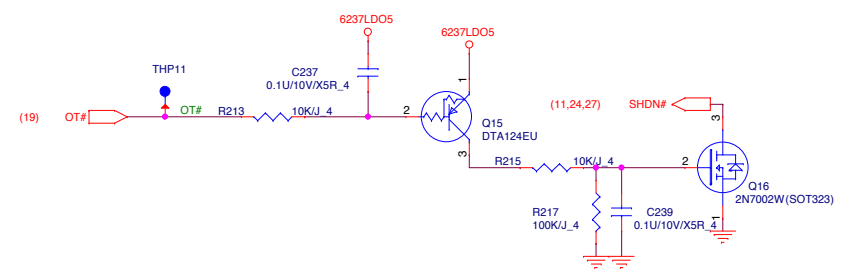 6237LDO5
6237LDO5
THP11
C237
0.1U/10V/X5R_4
1
(19)
OT#
OT#
R213
10K/J_4
2
Q15
DTA124EU
3
(11,24,27)
SHDN#
3
R215
10K/J_4
2
Q16
2N7002W(SOT323)
1
R217
100K/J_4
C239
0.1U/10V/X5R_4